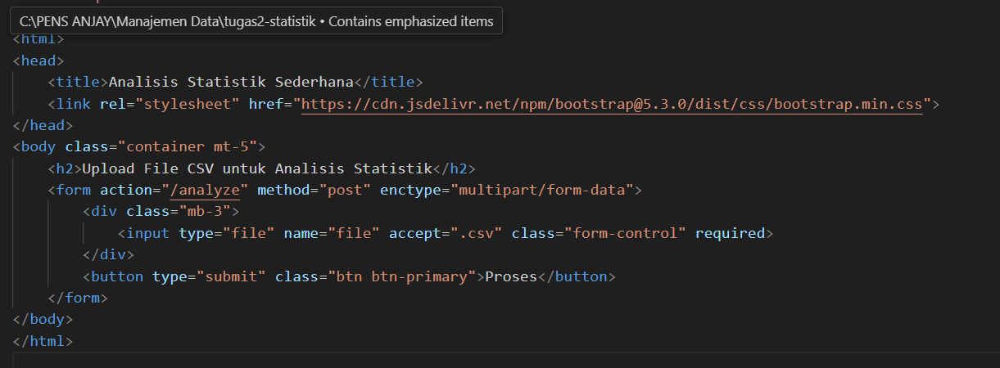 C:\PENS ANJAY\Manajemen Data\tugas2-statistik • Contains emphasized items
<html>
<head>
    <title>Analisis Statistik Sederhana</title>
    <link rel="stylesheet" href="https://cdn.jsdelivr.net/npm/bootstrap@5.3.0/dist/css/bootstrap.min.css">
</head>
<body class="container mt-5">
    <h2>Upload File CSV untuk Analisis Statistik</h2>
    <form action="/analyze" method="post" enctype="multipart/form-data">
        <div class="mb-3">
            <input type="file" name="file" accept=".csv" class="form-control" required>
        </div>
        <button type="submit" class="btn btn-primary">Proses</button>
    </form>
</body>
</html>